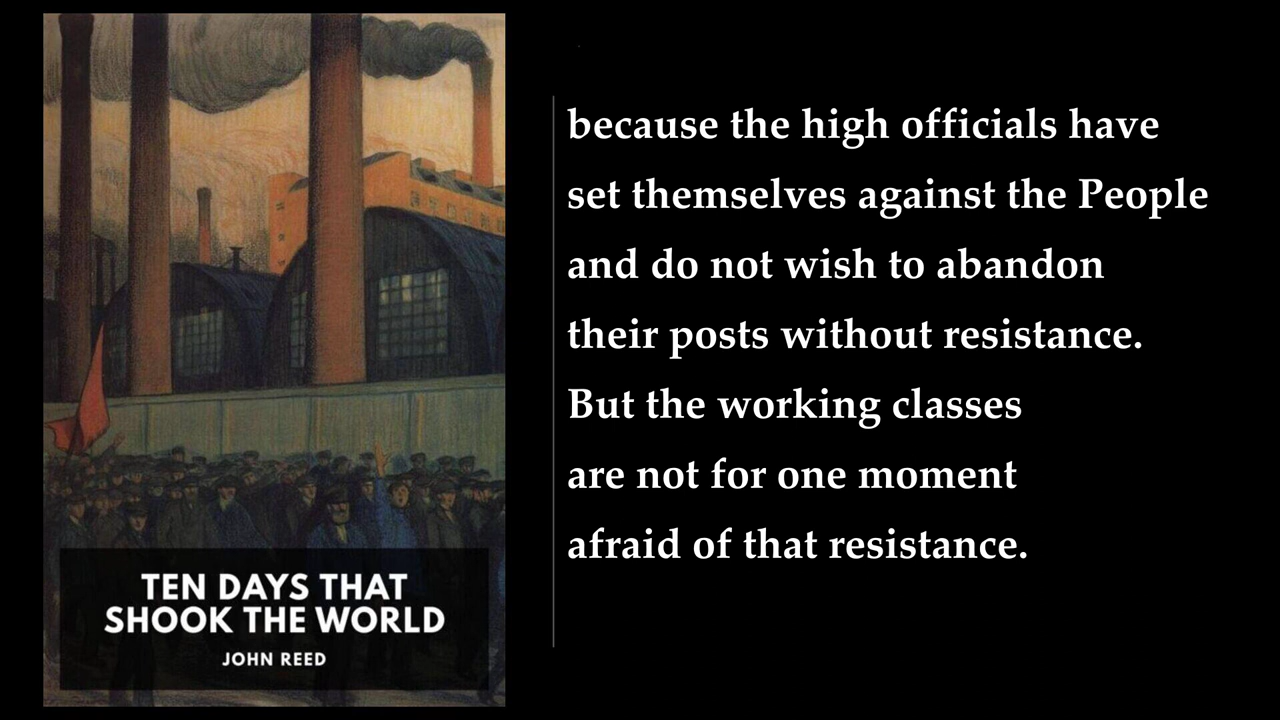 TEN DAYS THAT
SHOOK THE WORLD
JOHN REED
because the high officials have
set themselves against the People
and do not wish to abandon
their posts without resistance.
But the working classes
are not for one moment
afraid of that resistance.